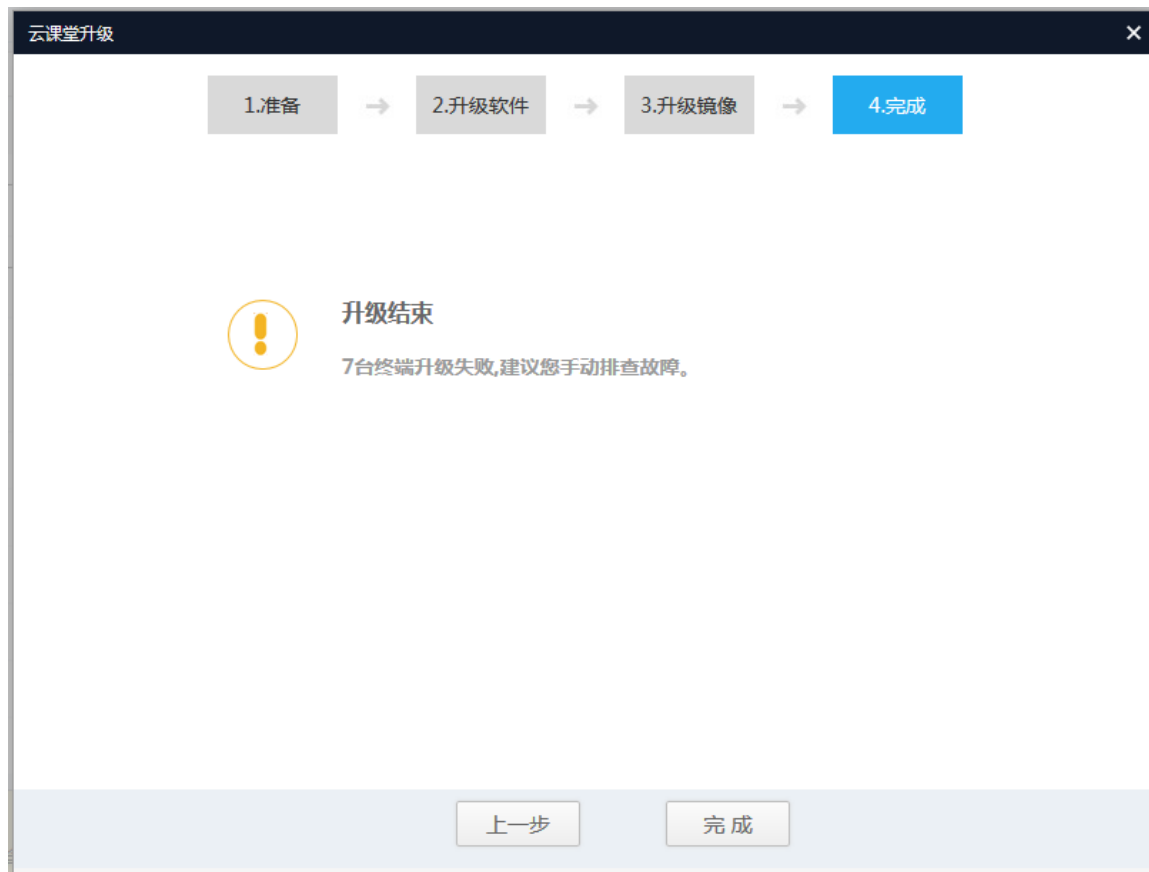 云课堂升级
1.准备
2.升级软件
3.升级镜像
4.完成
升级结束
7台终端升级失败,建议您手动排查故障。
上一步
完成